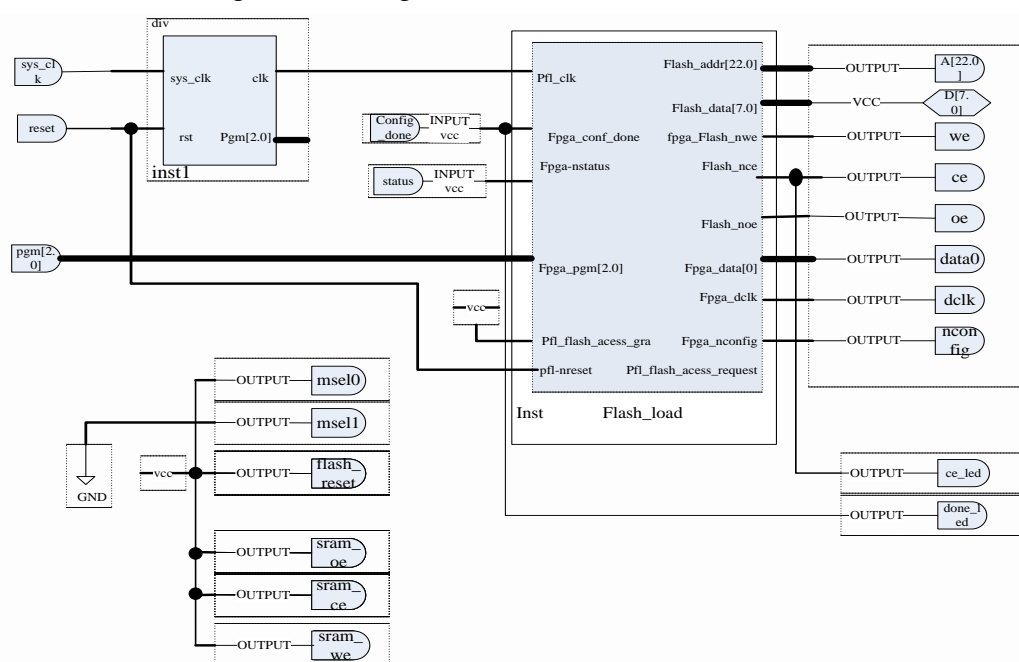 div
sys_cl
k
sys_clk
clk
reset
rst
Pgm[2.0]
inst1
Config
_done
INPUT
vcc
status
INPUT
vcc
pgm[2.
0]
vcc
Pfl_clk
Fpga_conf_done
Fpga-nstatus
Fpga_pgm[2.0]
Pfl_flash_acess_gra
pfl-nreset
Flash_addr[22.0]
Flash_data[7.0]
fpga_Flash_nwe
Flash_nce
Flash_noe
Fpga_data[0]
Fpga_dclk
Fpga_nconfig
Pfl_flash_acess_request
Inst
Flash_load
OUTPUT
A[22.0
]
VCC
D[7.
0]
OUTPUT
we
OUTPUT
ce
OUTPUT
oe
OUTPUT
data0
OUTPUT
dclk
OUTPUT
ncon
fig
OUTPUT
msel0
OUTPUT
msel1
GND
vcc
OUTPUT
flash_
reset
OUTPUT
sram_
oe
OUTPUT
sram_
ce
OUTPUT
sram_
we
OUTPUT
ce_led
OUTPUT
done_l
ed